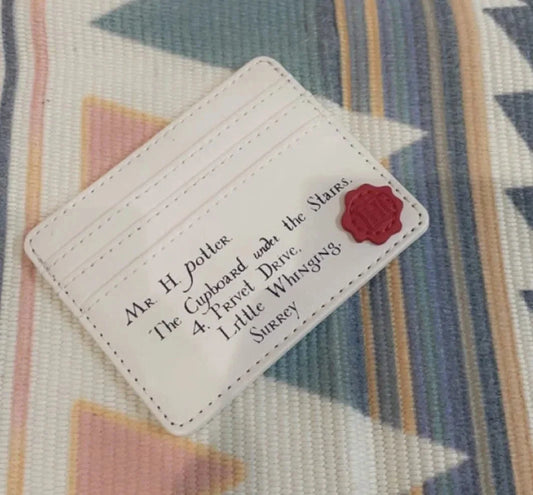 Mr H Potter
The Cupboard under the Stairs,
4, Privet Drive,
Little Whinging,
Surrey